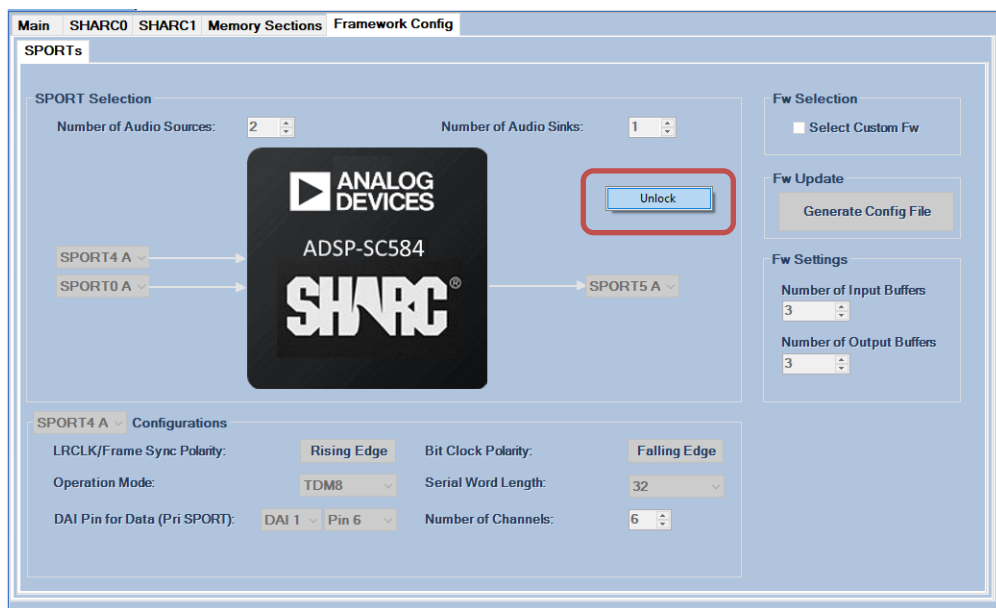 Main SHARC0 SHARC1 Memory Sections Framework Config
SPORTs
SPORT Selection
Number of Audio Sources: 2
Number of Audio Sinks: 1
ANALOG
DEVICES
ADSP-SC584
SHARC®
Unlock
SPORT4 A
SPORT0 A
SPORT5 A
Fw Selection
Select Custom Fw
Fw Update
Generate Config File
Fw Settings
Number of Input Buffers
3
Number of Output Buffers
3
SPORT4 A Configurations
LRCLK/Frame Sync Polarity: Rising Edge Bit Clock Polarity: Falling Edge
Operation Mode: TDM8 Serial Word Length: 32
DAI Pin for Data (Pri SPORT): DAI 1 Pin 6 Number of Channels: 6